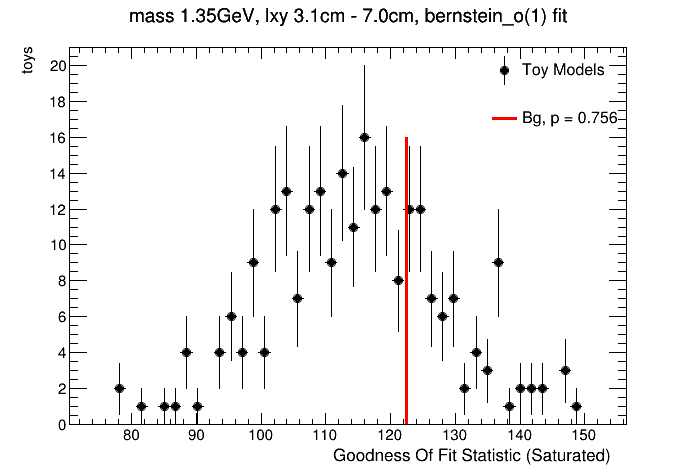 mass 1.35GeV, lxy 3.1cm - 7.0cm, bernstein_o(1) fit
toys
Toy Models
Bg, p = 0.756
20
18
16
14
12
10
8
6
4
2
0
80 90 100 110 120 130 140 150
Goodness Of Fit Statistic (Saturated)